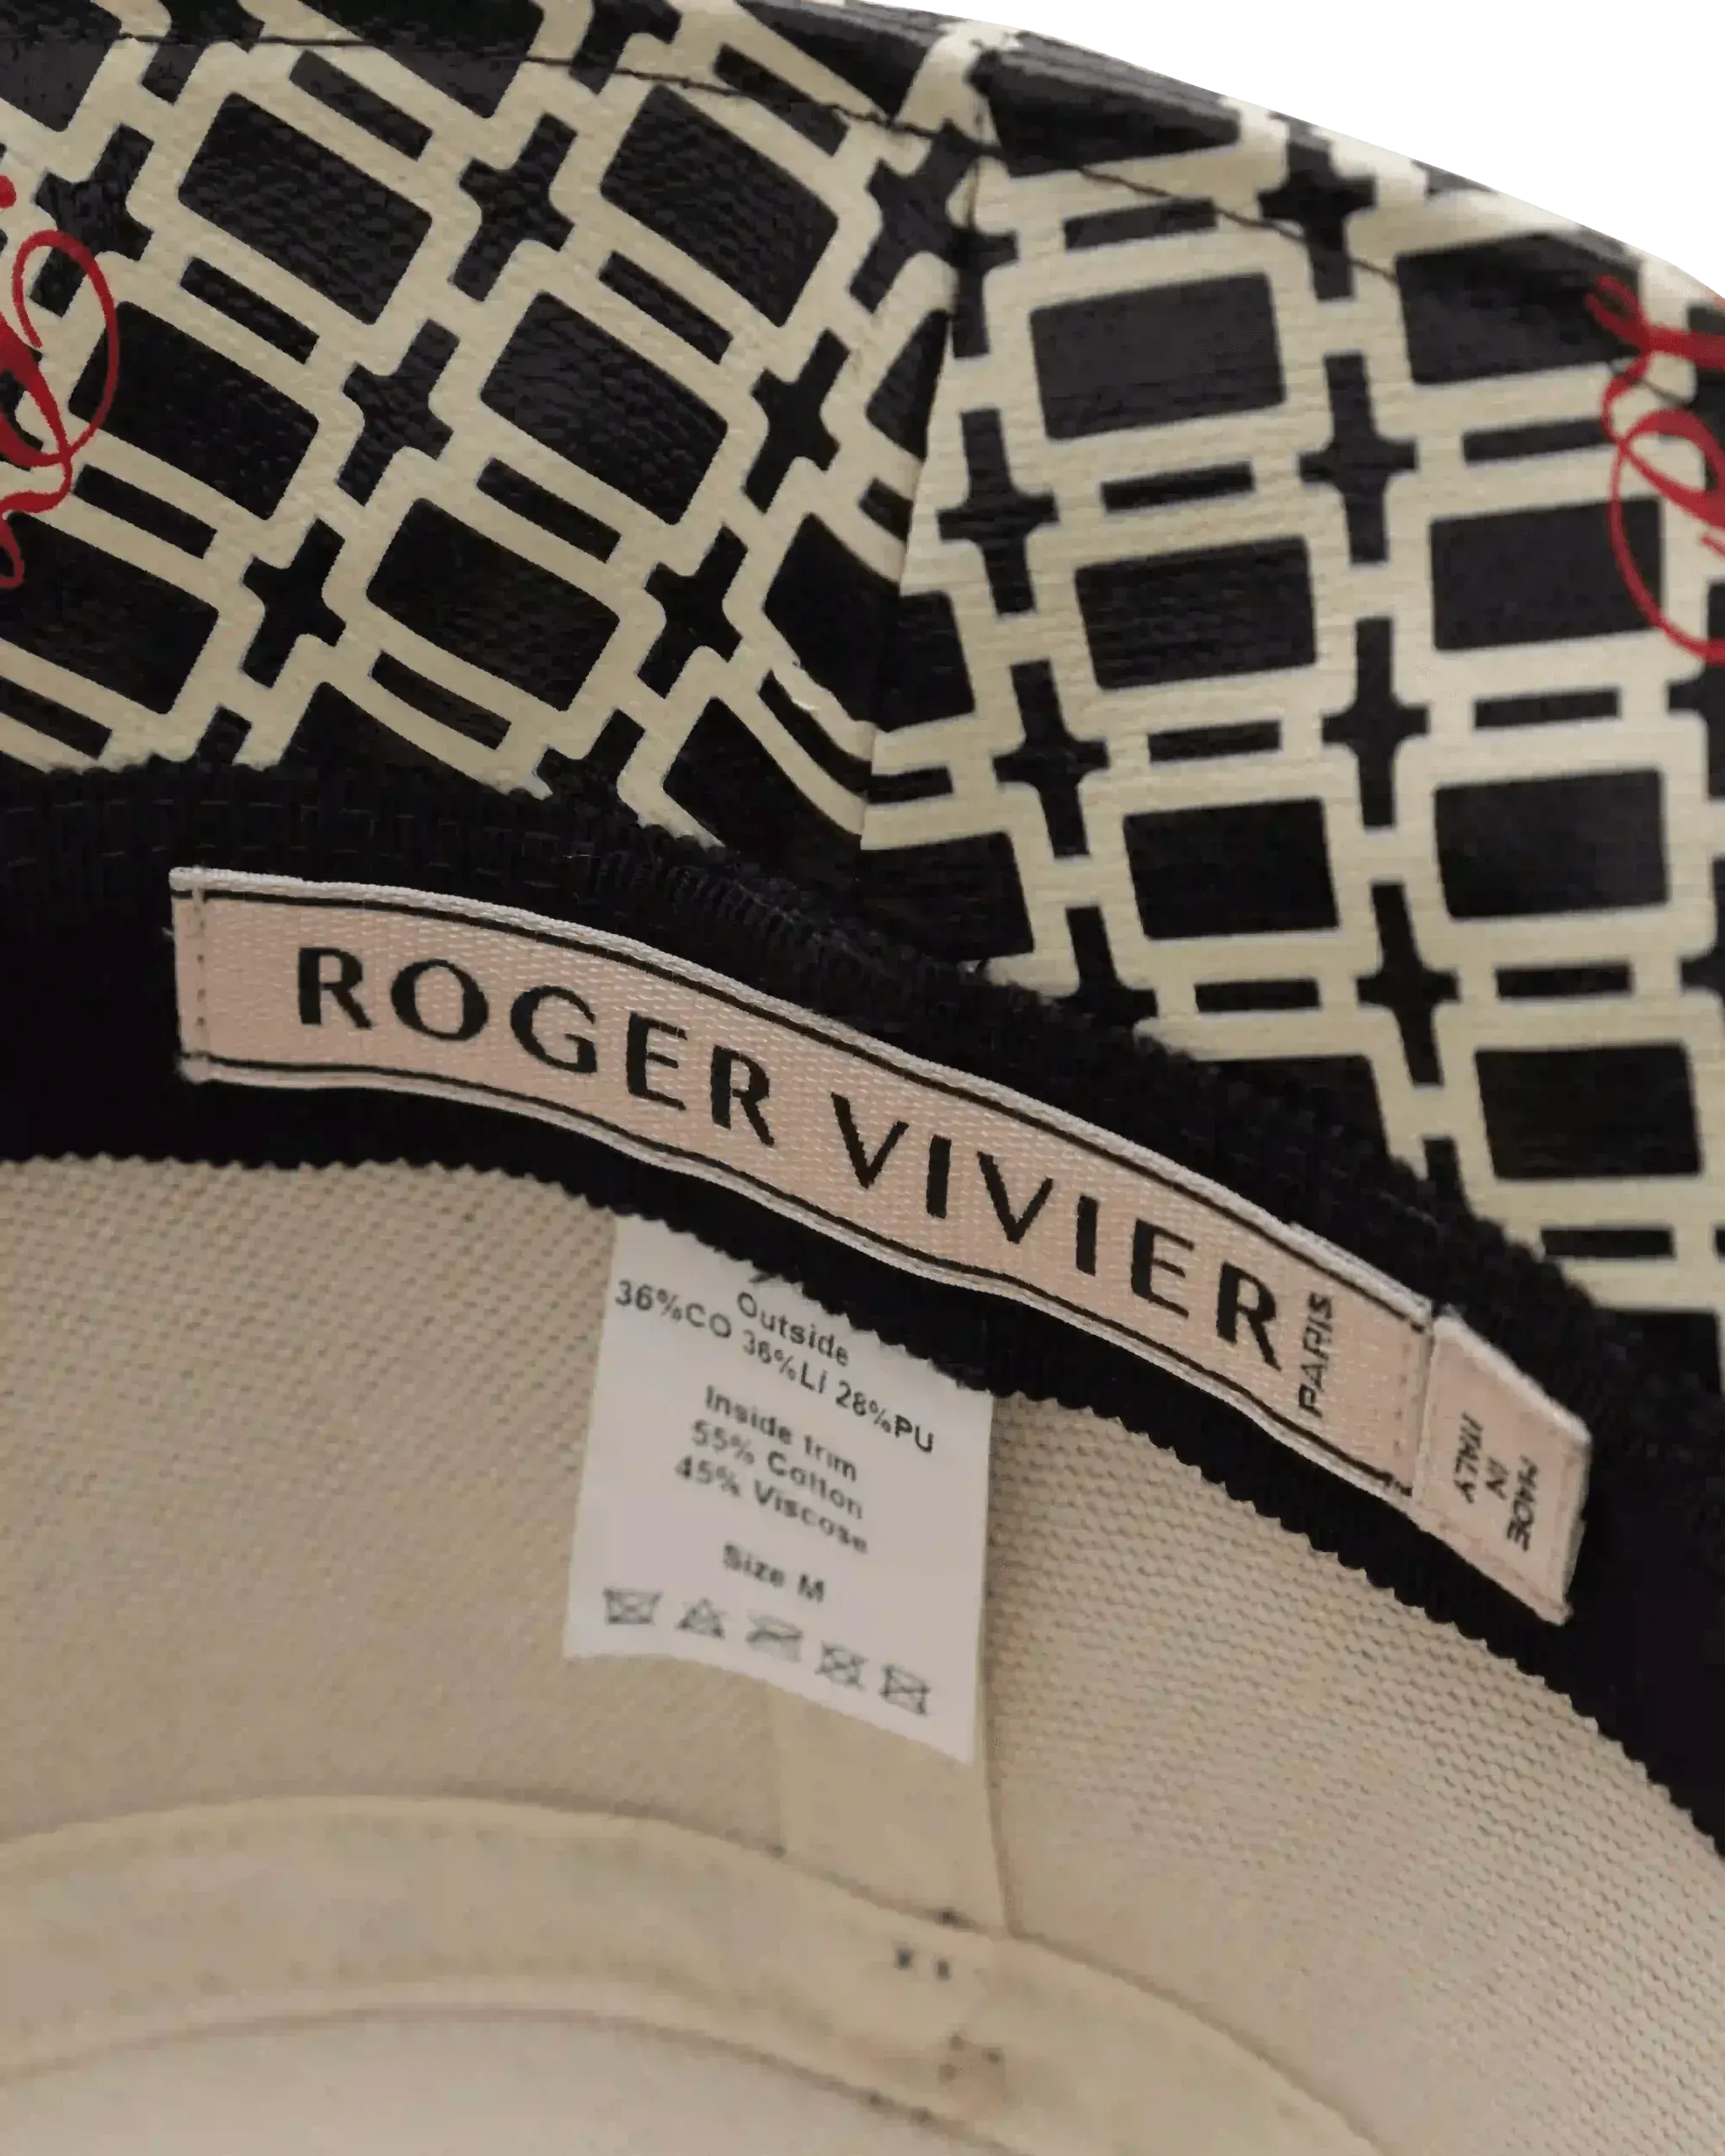 ROGER VIVIER
PARIS
MADE
IN
ITALY
Outside
36%CO 36%Li 28%PU
Inside trim
55% Cotton
45% Viscose
Size M